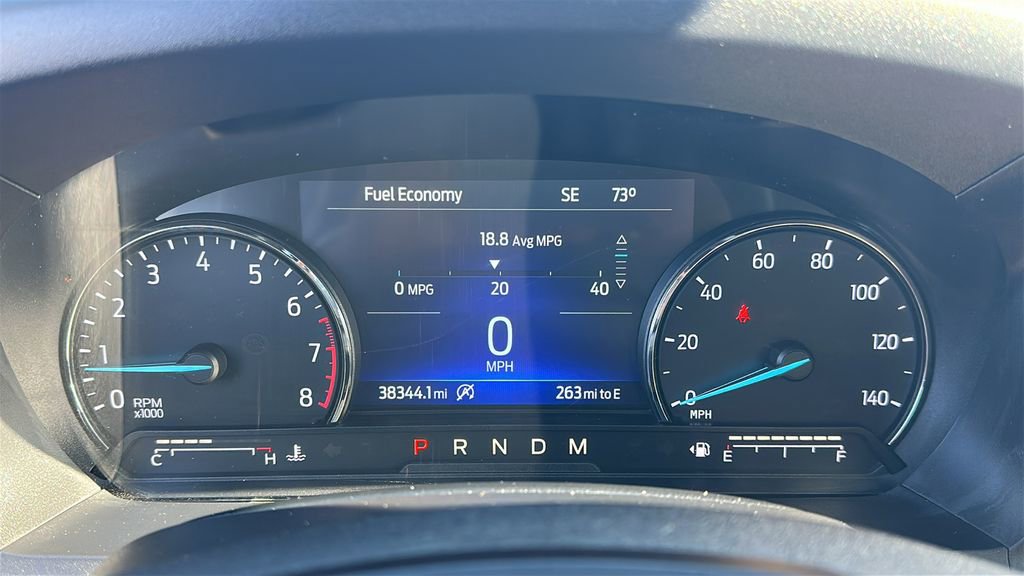 Fuel Economy SE 73°
18.8 Avg MPG
0 MPG 20 40
0
MPH
38344.1 mi 263 mi to E
0 1 2 3 4 5 6 7 8
RPM
x1000
0 20 40 60 80 100 120 140
MPH
C H
P R N D M
E F